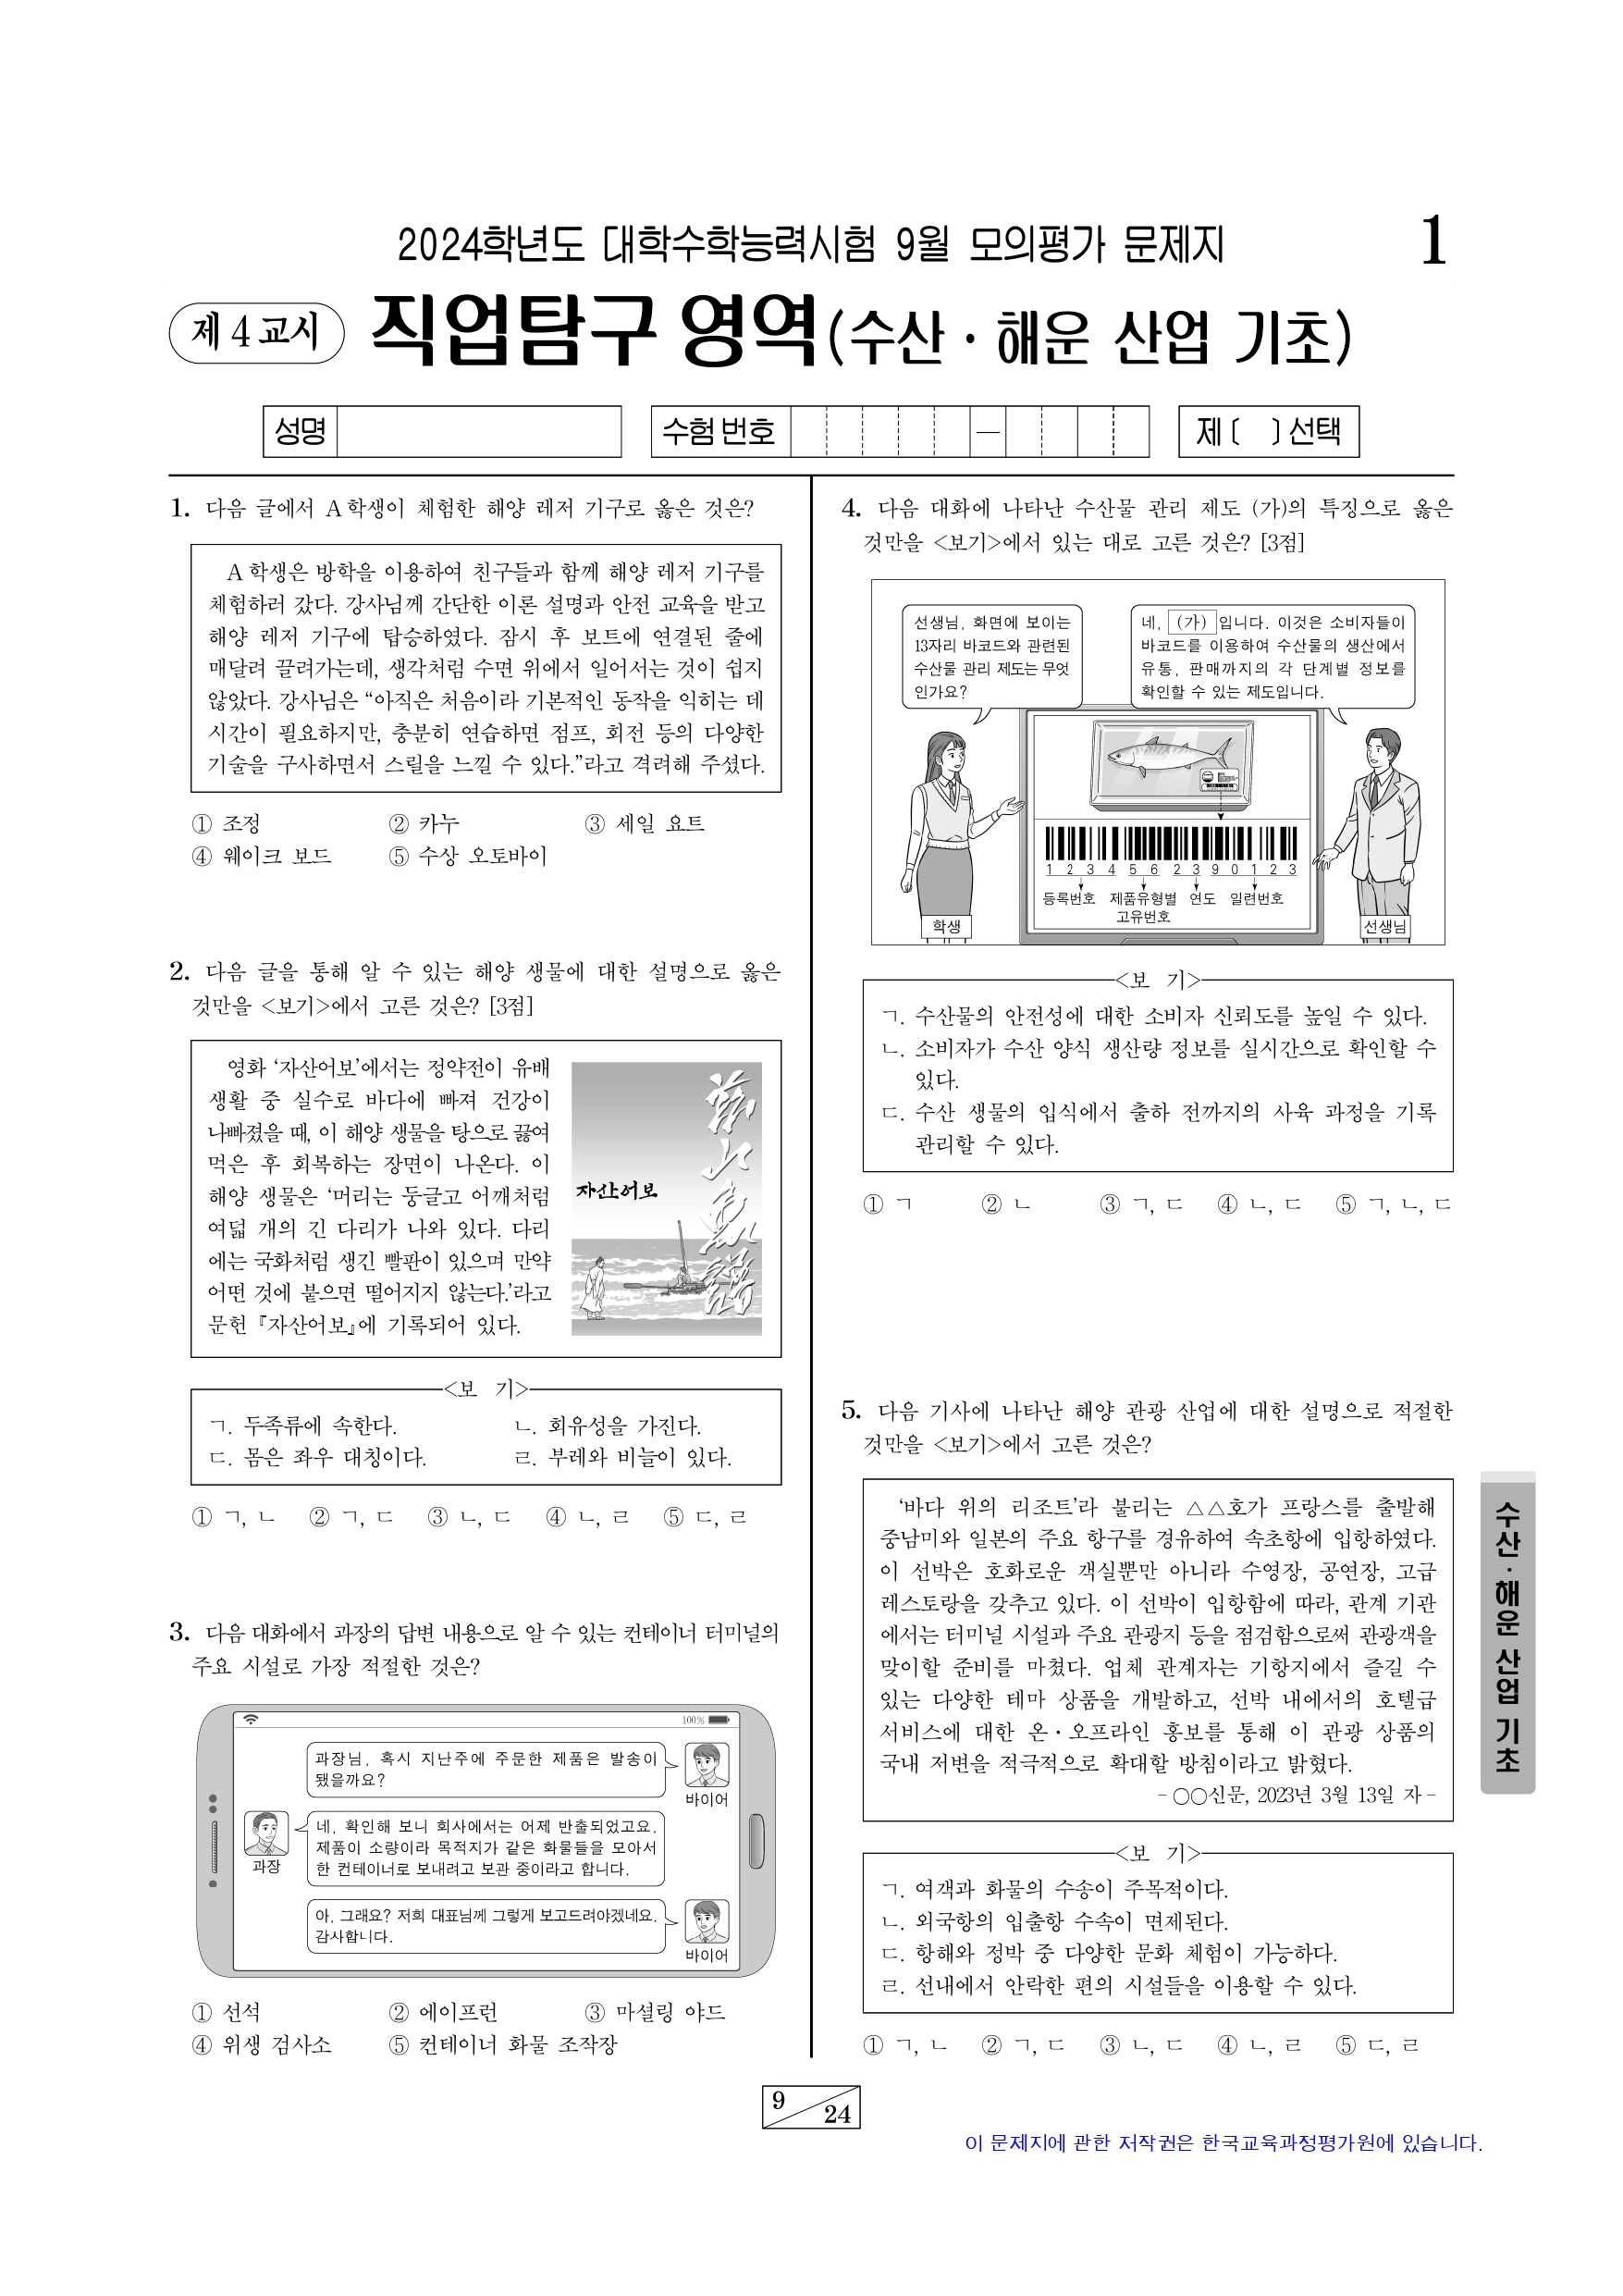 2024학년도 대학수학능력시험 9월 모의평가 문제지
1
제 4 교시
직업탐구 영역(수산・해운 산업 기초)
성명
수험 번호
—
제 〔 〕 선택
1. 다음 글에서 A 학생이 체험한 해양 레저 기구로 옳은 것은?
A 학생은 방학을 이용하여 친구들과 함께 해양 레저 기구를
체험하러 갔다. 강사님께 간단한 이론 설명과 안전 교육을 받고
해양 레저 기구에 탑승하였다. 잠시 후 보트에 연결된 줄에
매달려 끌려가는데, 생각처럼 수면 위에서 일어서는 것이 쉽지
않았다. 강사님은 “아직은 처음이라 기본적인 동작을 익히는 데
시간이 필요하지만, 충분히 연습하면 점프, 회전 등의 다양한
기술을 구사하면서 스릴을 느낄 수 있다.”라고 격려해 주셨다.
① 조정 ② 카누 ③ 세일 요트
④ 웨이크 보드 ⑤ 수상 오토바이
2. 다음 글을 통해 알 수 있는 해양 생물에 대한 설명으로 옳은
것만을 <보기>에서 고른 것은? [3점]
영화 ‘자산어보’에서는 정약전이 유배
생활 중 실수로 바다에 빠져 건강이
나빠졌을 때, 이 해양 생물을 탕으로 끓여
먹은 후 회복하는 장면이 나온다. 이
해양 생물은 ‘머리는 둥글고 어깨처럼
여덟 개의 긴 다리가 나와 있다. 다리
에는 국화처럼 생긴 빨판이 있으며 만약
어떤 것에 붙으면 떨어지지 않는다.’라고
문헌 『자산어보』에 기록되어 있다.
자산어보
玆山魚譜
<보 기>
ㄱ. 두족류에 속한다. ㄴ. 회유성을 가진다.
ㄷ. 몸은 좌우 대칭이다. ㄹ. 부레와 비늘이 있다.
① ㄱ, ㄴ ② ㄱ, ㄷ ③ ㄴ, ㄷ ④ ㄴ, ㄹ ⑤ ㄷ, ㄹ
3. 다음 대화에서 과장의 답변 내용으로 알 수 있는 컨테이너 터미널의
주요 시설로 가장 적절한 것은?
100%
과장님, 혹시 지난주에 주문한 제품은 발송이
됐을까요?
바이어
네, 확인해 보니 회사에서는 어제 반출되었고요.
제품이 소량이라 목적지가 같은 화물들을 모아서
한 컨테이너로 보내려고 보관 중이라고 합니다.
과장
아, 그래요? 저희 대표님께 그렇게 보고드려야겠네요.
감사합니다.
바이어
① 선석 ② 에이프런 ③ 마셜링 야드
④ 위생 검사소 ⑤ 컨테이너 화물 조작장
4. 다음 대화에 나타난 수산물 관리 제도 (가)의 특징으로 옳은
것만을 <보기>에서 있는 대로 고른 것은? [3점]
선생님, 화면에 보이는
13자리 바코드와 관련된
수산물 관리 제도는 무엇
인가요?
네, (가) 입니다. 이것은 소비자들이
바코드를 이용하여 수산물의 생산에서
유통, 판매까지의 각 단계별 정보를
확인할 수 있는 제도입니다.
1 2 3 4 5 6 2 3 9 0 1 2 3
등록번호 제품유형별 연도 일련번호
고유번호
학생
선생님
<보 기>
ㄱ. 수산물의 안전성에 대한 소비자 신뢰도를 높일 수 있다.
ㄴ. 소비자가 수산 양식 생산량 정보를 실시간으로 확인할 수
있다.
ㄷ. 수산 생물의 입식에서 출하 전까지의 사육 과정을 기록
관리할 수 있다.
① ㄱ ② ㄴ ③ ㄱ, ㄷ ④ ㄴ, ㄷ ⑤ ㄱ, ㄴ, ㄷ
5. 다음 기사에 나타난 해양 관광 산업에 대한 설명으로 적절한
것만을 <보기>에서 고른 것은?
‘바다 위의 리조트’라 불리는 △△호가 프랑스를 출발해
중남미와 일본의 주요 항구를 경유하여 속초항에 입항하였다.
이 선박은 호화로운 객실뿐만 아니라 수영장, 공연장, 고급
레스토랑을 갖추고 있다. 이 선박이 입항함에 따라, 관계 기관
에서는 터미널 시설과 주요 관광지 등을 점검함으로써 관광객을
맞이할 준비를 마쳤다. 업체 관계자는 기항지에서 즐길 수
있는 다양한 테마 상품을 개발하고, 선박 내에서의 호텔급
서비스에 대한 온・오프라인 홍보를 통해 이 관광 상품의
국내 저변을 적극적으로 확대할 방침이라고 밝혔다.
- ○○신문, 2023년 3월 13일 자 -
<보 기>
ㄱ. 여객과 화물의 수송이 주목적이다.
ㄴ. 외국항의 입출항 수속이 면제된다.
ㄷ. 항해와 정박 중 다양한 문화 체험이 가능하다.
ㄹ. 선내에서 안락한 편의 시설들을 이용할 수 있다.
① ㄱ, ㄴ ② ㄱ, ㄷ ③ ㄴ, ㄷ ④ ㄴ, ㄹ ⑤ ㄷ, ㄹ
수산・해운 산업 기초
9 24
이 문제지에 관한 저작권은 한국교육과정평가원에 있습니다.